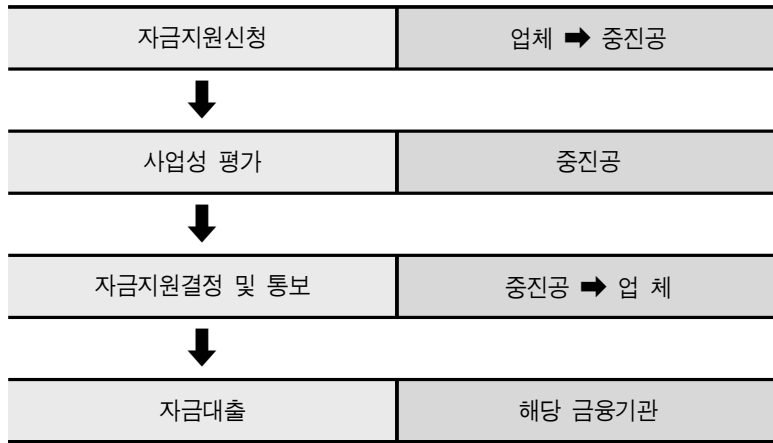 자금지원신청 업체 ➡ 중진공
사업성 평가 중진공
자금지원결정 및 통보 중진공 ➡ 업 체
자금대출 해당 금융기관